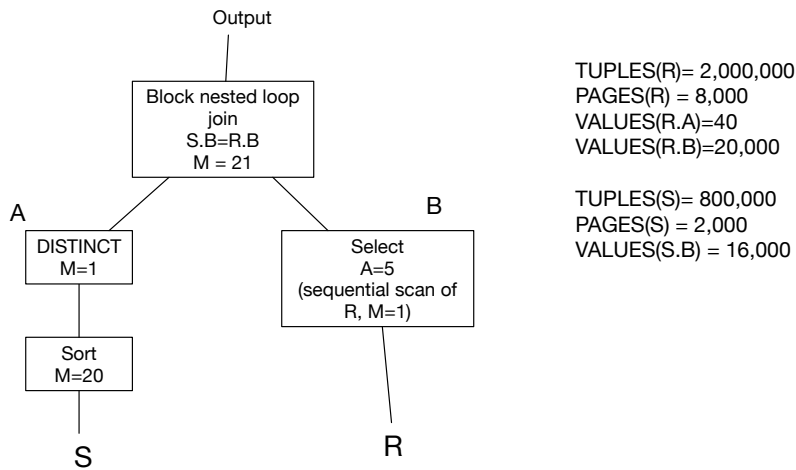 Output
Block nested loop
join
S.B=R.B
M = 21
A
DISTINCT
M=1
Sort
M=20
S
B
Select
A=5
(sequential scan of
R, M=1)
R
TUPLES(R)= 2,000,000
PAGES(R) = 8,000
VALUES(R.A)=40
VALUES(R.B)=20,000
TUPLES(S)= 800,000
PAGES(S) = 2,000
VALUES(S.B) = 16,000